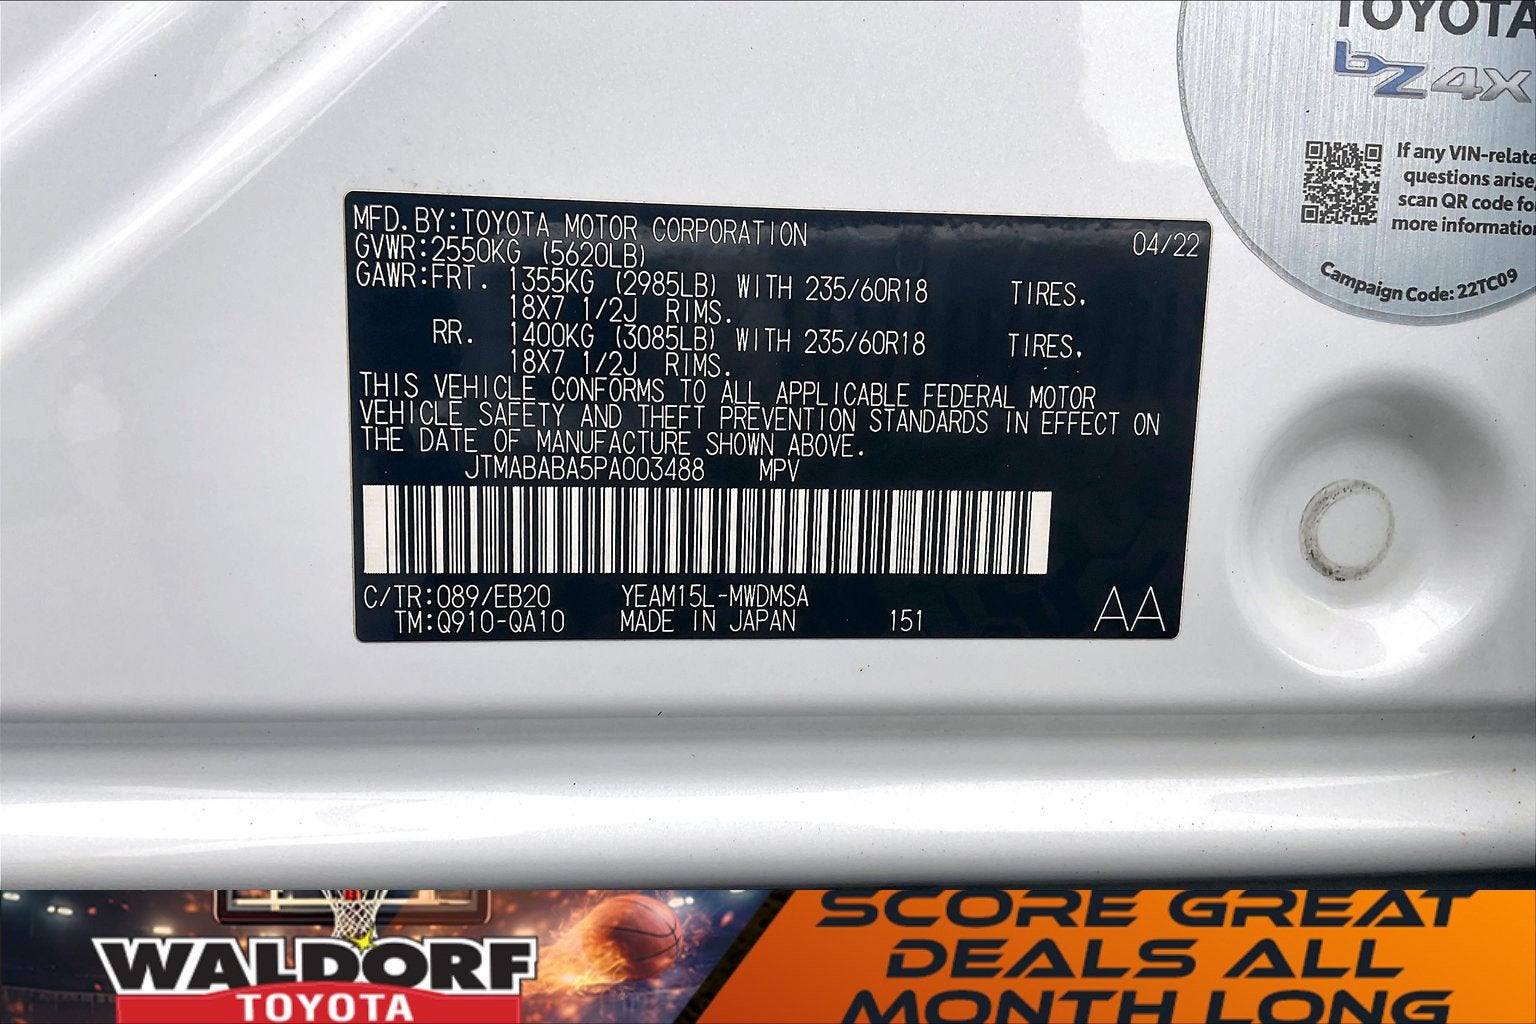 TOYOTA
bZ4X
If any VIN-relate
questions arise,
scan QR code fo
more informatio
Campaign Code: 22TC09
MFD. BY:TOYOTA MOTOR CORPORATION 04/22
GVWR:2550KG (5620LB)
GAWR:FRT. 1355KG (2985LB) WITH 235/60R18 TIRES.
18X7 1/2J RIMS.
RR. 1400KG (3085LB) WITH 235/60R18 TIRES.
18X7 1/2J RIMS.
THIS VEHICLE CONFORMS TO ALL APPLICABLE FEDERAL MOTOR
VEHICLE SAFETY AND THEFT PREVENTION STANDARDS IN EFFECT ON
THE DATE OF MANUFACTURE SHOWN ABOVE.
JTMABABA5PA003488 MPV
C/TR:089/EB20 YEAM15L-MWDMSA
TM:Q910-QA10 MADE IN JAPAN 151 AA
WALDORF
TOYOTA
SCORE GREAT
DEALS ALL
MONTH LONG